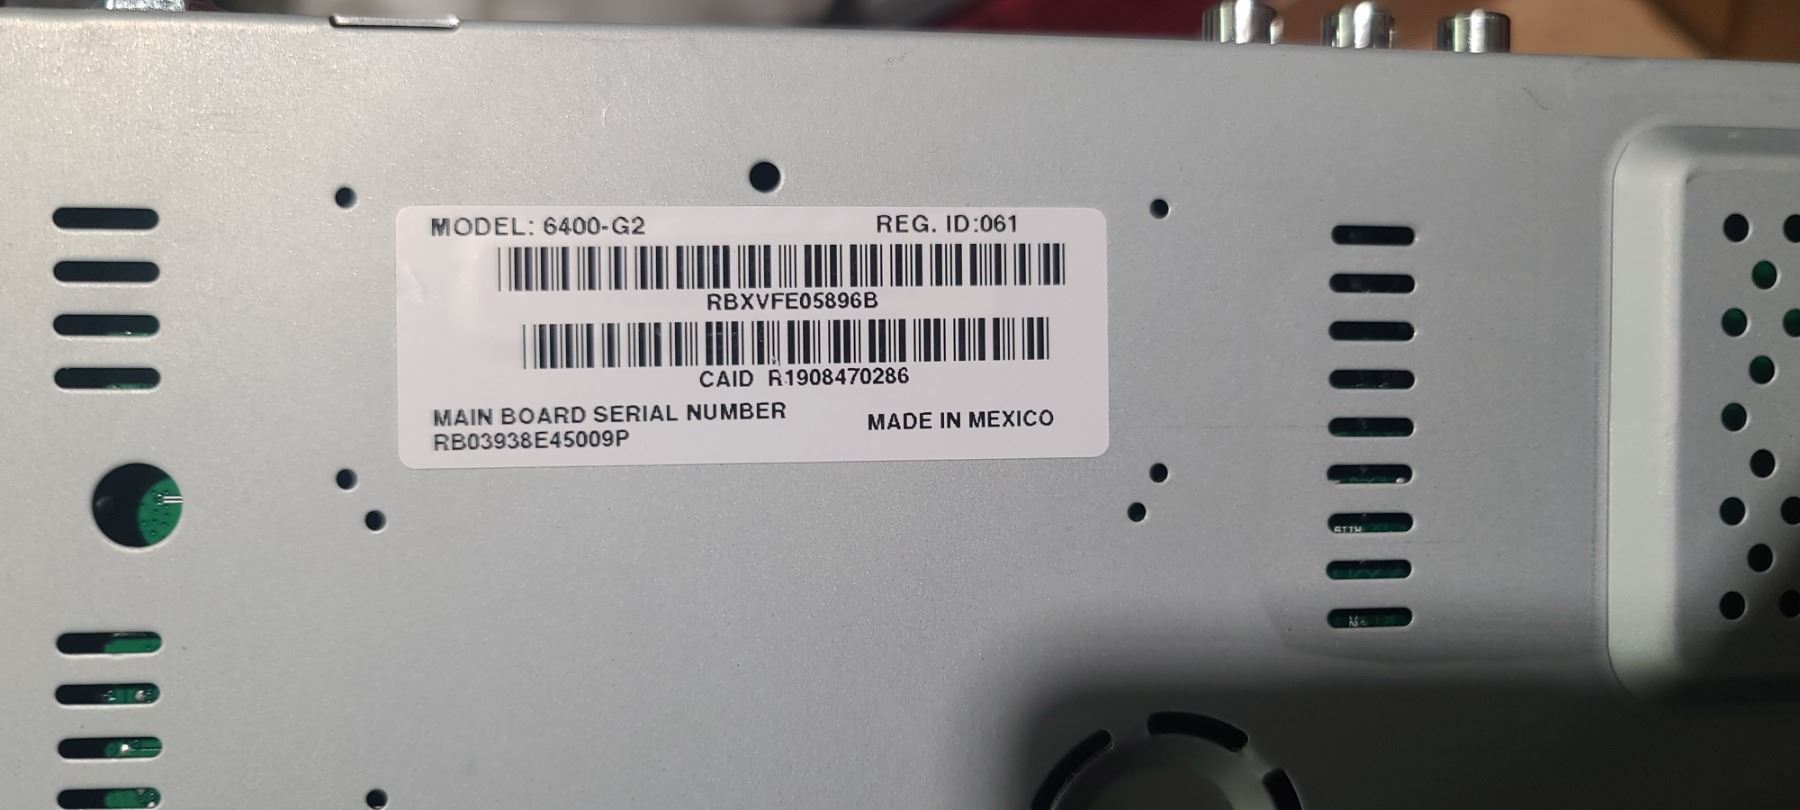 MODEL: 6400-G2 REG. ID:061
RBXVFE05896B
CAID R1908470286
MAIN BOARD SERIAL NUMBER
RB03938E45009P
MADE IN MEXICO